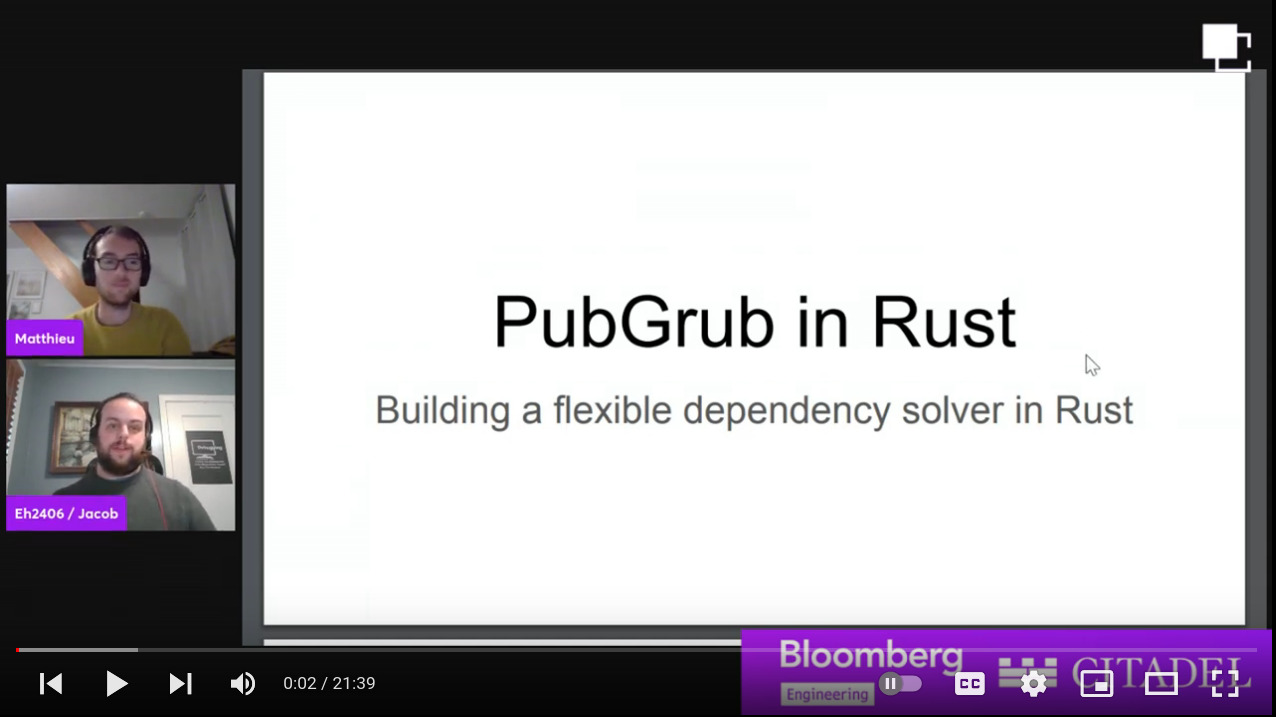 PubGrub in Rust
Building a flexible dependency solver in Rust
Matthieu
Eh2406 / Jacob
Bloomberg
Engineering
CITADEL
0:02 / 21:39
CC